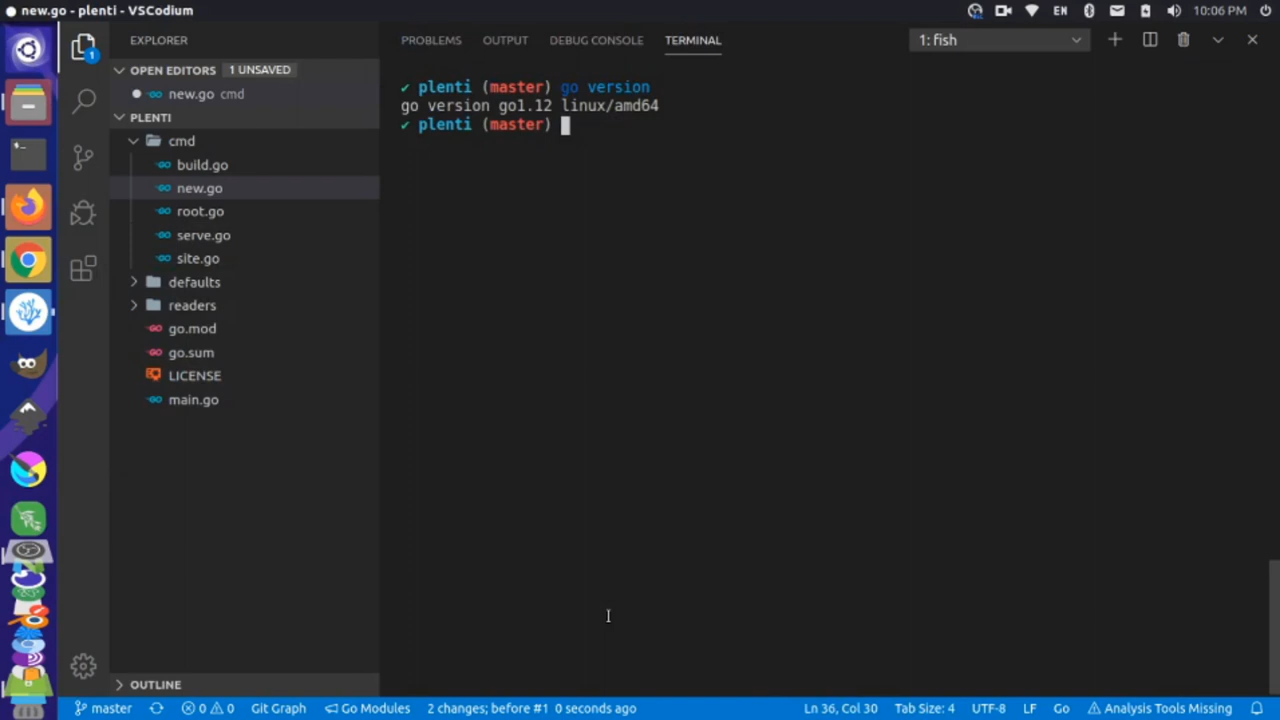 new.go - plenti - VSCodium
EN
10:06 PM
1
EXPLORER
OPEN EDITORS 1 UNSAVED
new.go cmd
PLENTI
cmd
build.go
new.go
root.go
serve.go
site.go
defaults
readers
go.mod
go.sum
LICENSE
main.go
OUTLINE
PROBLEMS OUTPUT DEBUG CONSOLE TERMINAL 1: fish
✔ plenti (master) go version
go version go1.12 linux/amd64
✔ plenti (master)
master 0 0 Git Graph Go Modules 2 changes; before #1 0 seconds ago Ln 36, Col 30 Tab Size: 4 UTF-8 LF Go Analysis Tools Missing